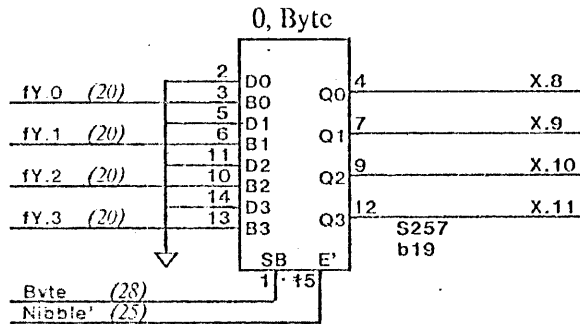 0, Byte
2 D0
fY.0 (20) 3 B0 Q0 4 X.8
5 D1
fY.1 (20) 6 B1 Q1 7 X.9
11 D2
fY.2 (20) 10 B2 Q2 9 X.10
14 D3
fY.3 (20) 13 B3 Q3 12 X.11
S257
b19
SB E'
1 15
Byte (28)
Nibble' (25)